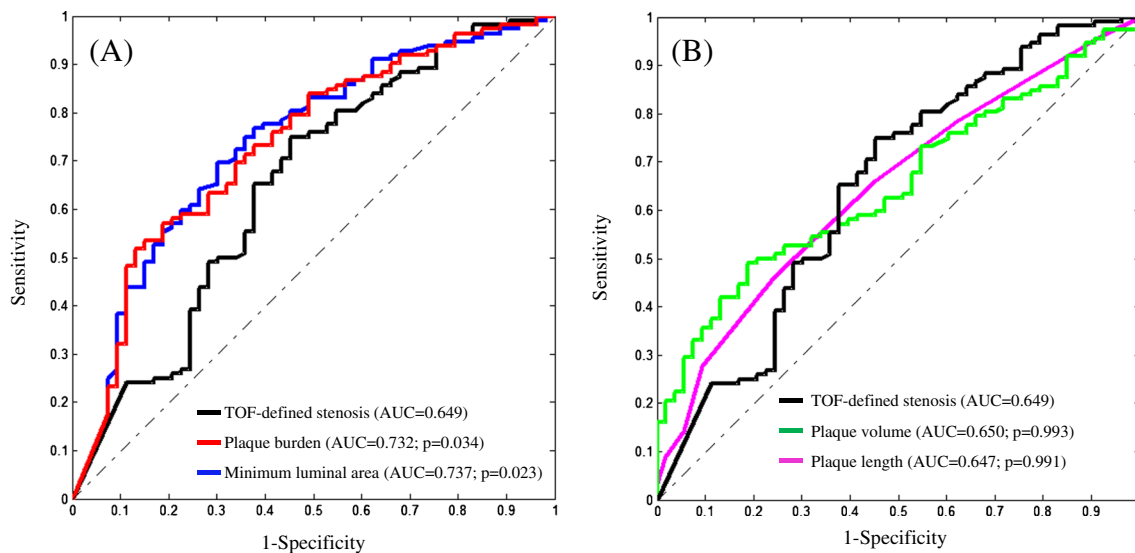 (A)
Sensitivity
1
0.9
0.8
0.7
0.6
0.5
0.4
0.3
0.2
0.1
0
TOF-defined stenosis (AUC=0.649)
Plaque burden (AUC=0.732; p=0.034)
Minimum luminal area (AUC=0.737; p=0.023)
0 0.1 0.2 0.3 0.4 0.5 0.6 0.7 0.8 0.9 1
1-Specificity
(B)
Sensitivity
1
0.9
0.8
0.7
0.6
0.5
0.4
0.3
0.2
0.1
0
TOF-defined stenosis (AUC=0.649)
Plaque volume (AUC=0.650; p=0.993)
Plaque length (AUC=0.647; p=0.991)
0 0.1 0.2 0.3 0.4 0.5 0.6 0.7 0.8 0.9
1-Specificity